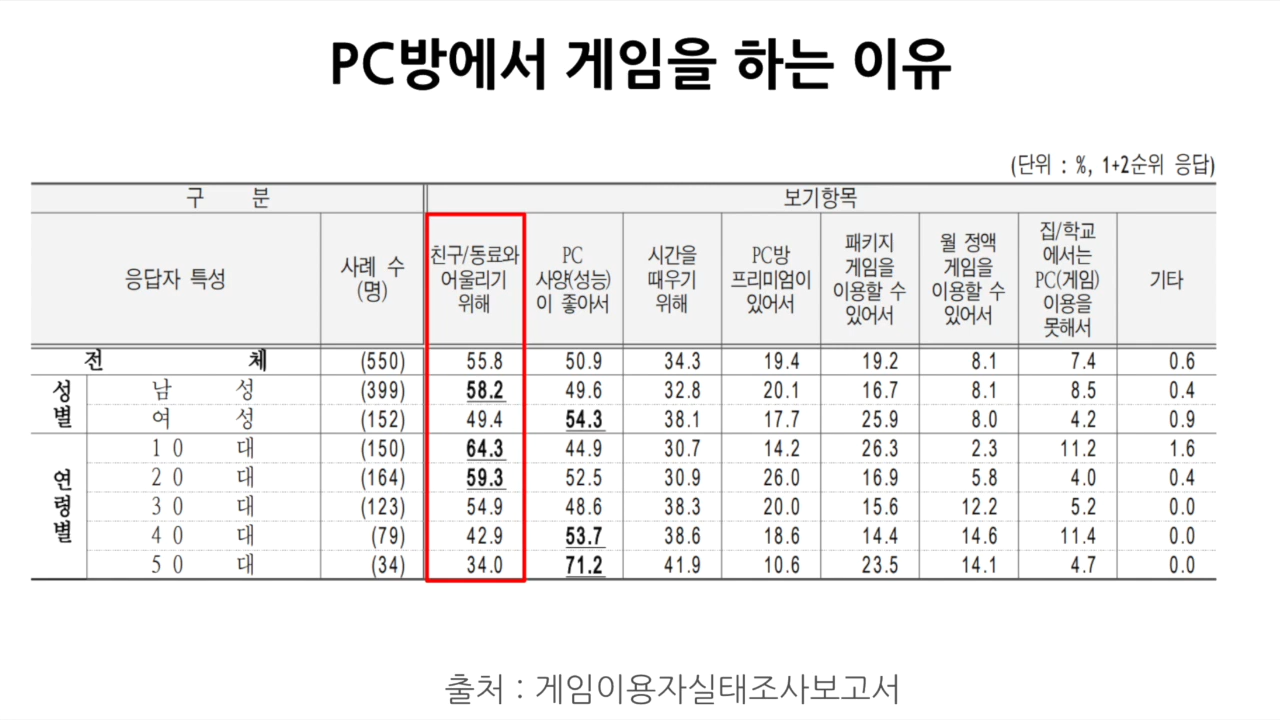 PC방에서 게임을 하는 이유
(단위 : %, 1+2순위 응답)
구 분 보기항목
응답자 특성 사례 수 (명) 친구/동료와 어울리기 위해 PC 사양(성능)이 좋아서 시간을 때우기 위해 PC방 프리미엄이 있어서 패키지 게임을 이용할 수 있어서 월 정액 게임을 이용할 수 있어서 집/학교에서는 PC(게임) 이용을 못해서 기타
전 체 (550) 55.8 50.9 34.3 19.4 19.2 8.1 7.4 0.6
성별 남 성 (399) 58.2 49.6 32.8 20.1 16.7 8.1 8.5 0.4
여 성 (152) 49.4 54.3 38.1 17.7 25.9 8.0 4.2 0.9
연령별 10 대 (150) 64.3 44.9 30.7 14.2 26.3 2.3 11.2 1.6
20 대 (164) 59.3 52.5 30.9 26.0 16.9 5.8 4.0 0.4
30 대 (123) 54.9 48.6 38.3 20.0 15.6 12.2 5.2 0.0
40 대 (79) 42.9 53.7 38.6 18.6 14.4 14.6 11.4 0.0
50 대 (34) 34.0 71.2 41.9 10.6 23.5 14.1 4.7 0.0
출처 : 게임이용자실태조사보고서